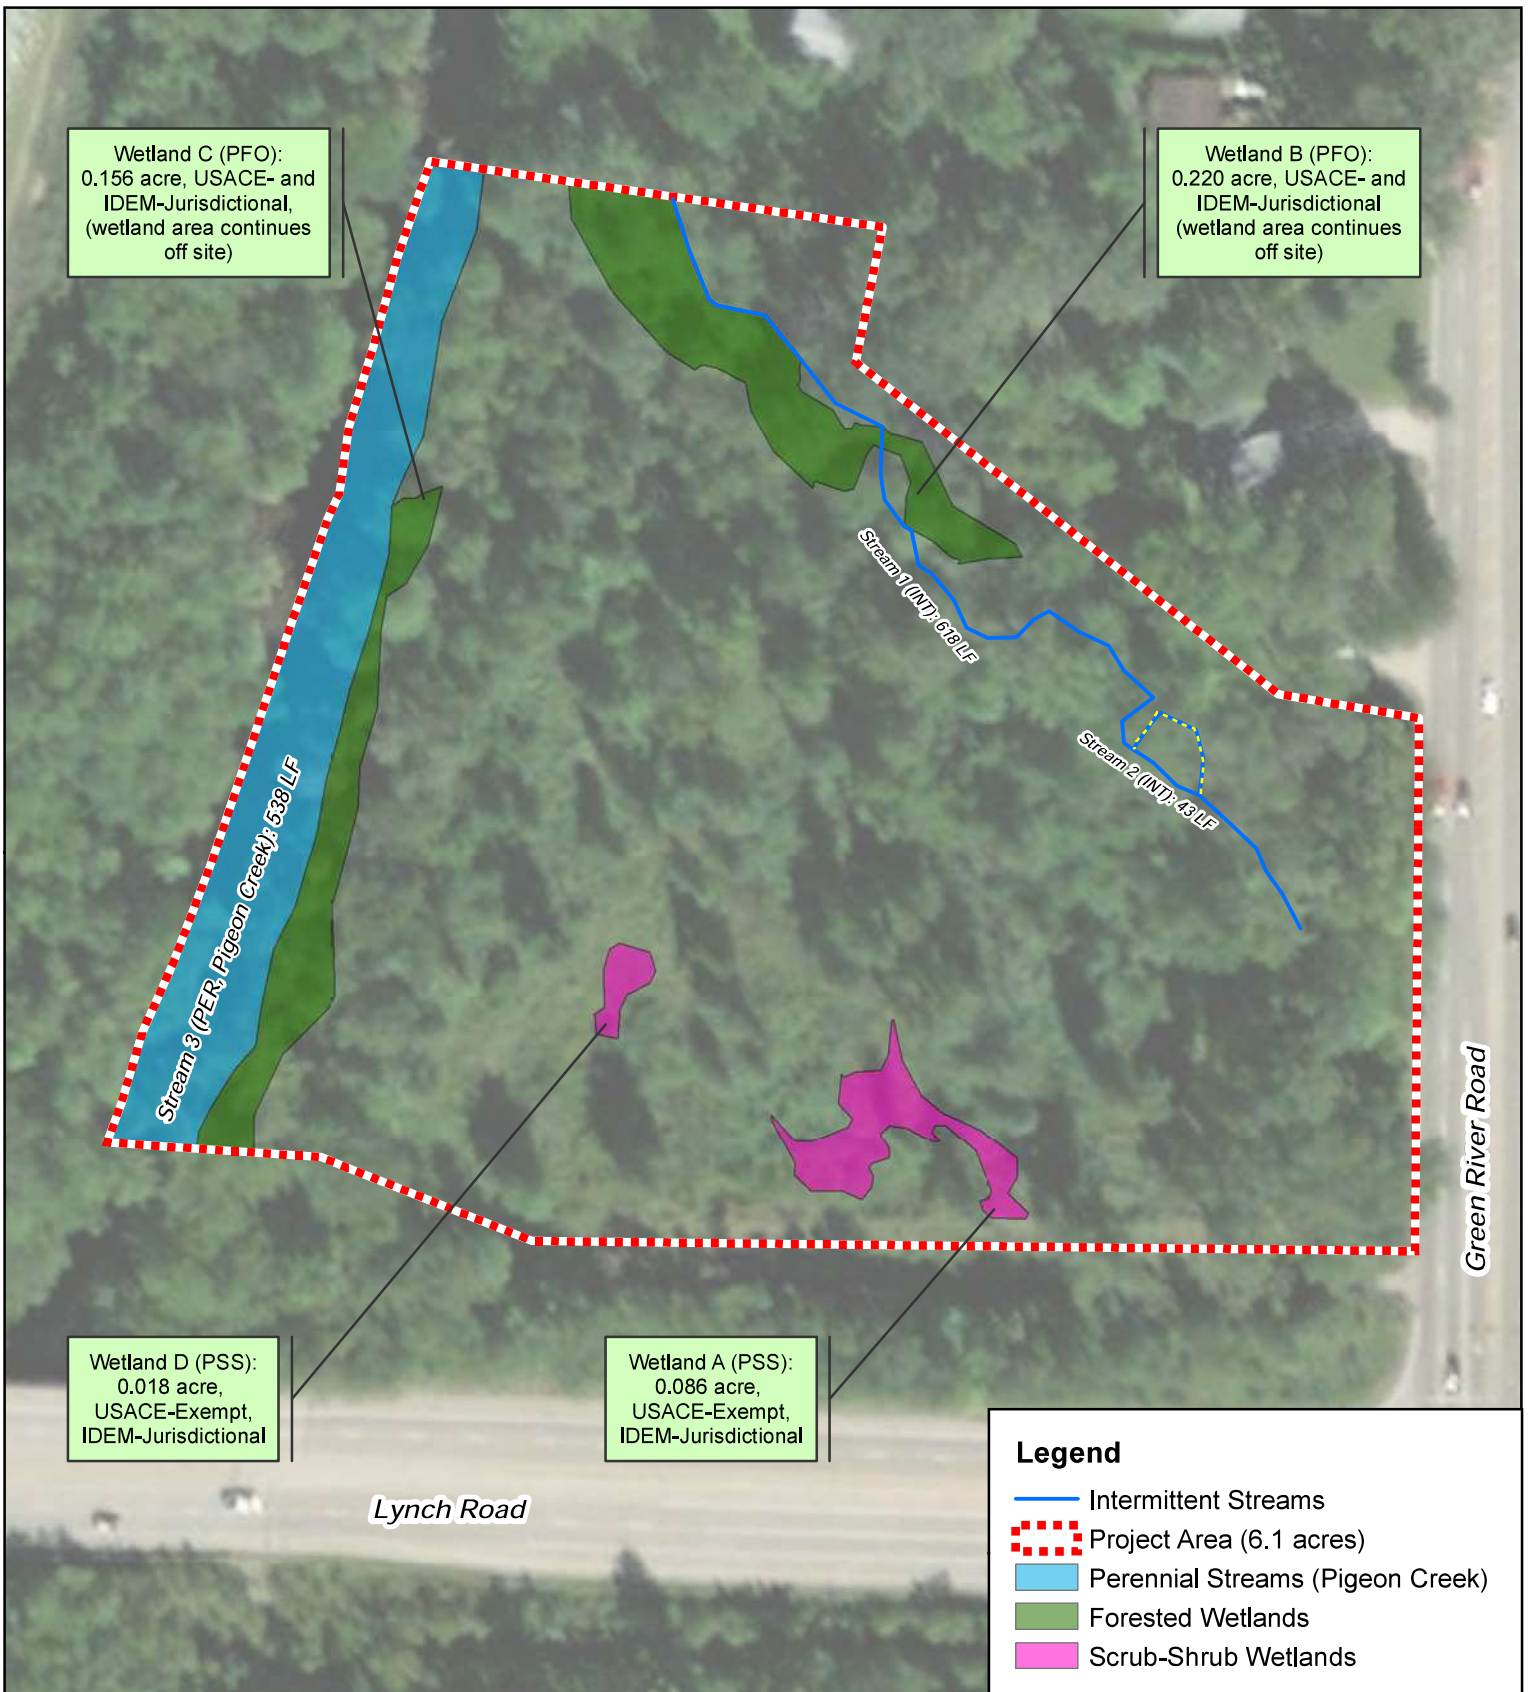 Wetland C (PFO):
0.156 acre, USACE- and
IDEM-Jurisdictional,
(wetland area continues
off site)
Wetland B (PFO):
0.220 acre, USACE- and
IDEM-Jurisdictional
(wetland area continues
off site)
Stream 1 (INT): 618 LF
Stream 2 (INT): 43 LF
Stream 3 (PER, Pigeon Creek): 538 LF
Green River Road
Wetland D (PSS):
0.018 acre,
USACE-Exempt,
IDEM-Jurisdictional
Wetland A (PSS):
0.086 acre,
USACE-Exempt,
IDEM-Jurisdictional
Lynch Road
Legend
Intermittent Streams
Project Area (6.1 acres)
Perennial Streams (Pigeon Creek)
Forested Wetlands
Scrub-Shrub Wetlands